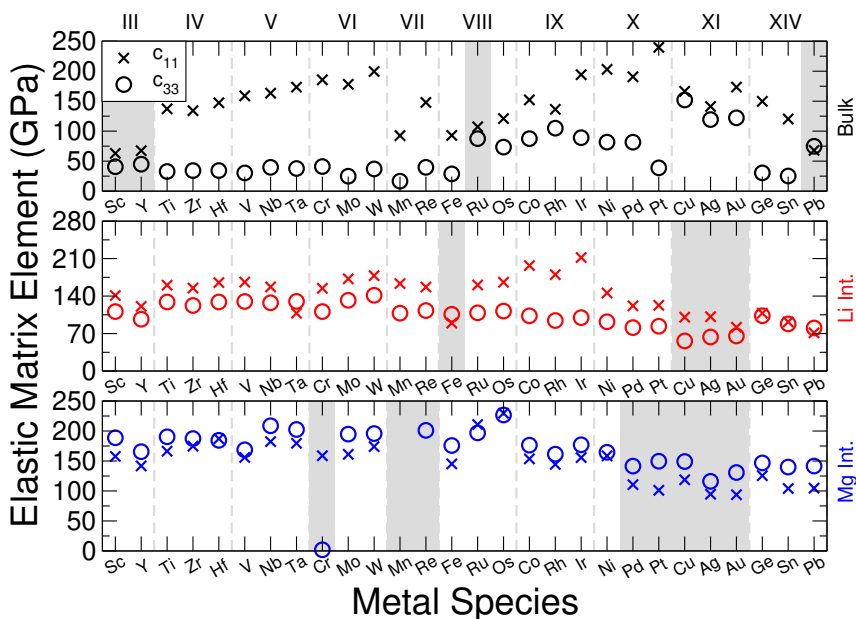 III IV V VI VII VIII IX X XI XIV
Elastic Matrix Element (GPa)
250
200
150
100
50
0
c11
c33
Bulk
Sc Y Ti Zr Hf V Nb Ta Cr Mo W Mn Re Fe Ru Os Co Rh Ir Ni Pd Pt Cu Ag Au Ge Sn Pb
280
210
140
70
0
Li Int.
Sc Y Ti Zr Hf V Nb Ta Cr Mo W Mn Re Fe Ru Os Co Rh Ir Ni Pd Pt Cu Ag Au Ge Sn Pb
250
200
150
100
50
0
Mg Int.
Sc Y Ti Zr Hf V Nb Ta Cr Mo W Mn Re Fe Ru Os Co Rh Ir Ni Pd Pt Cu Ag Au Ge Sn Pb
Metal Species